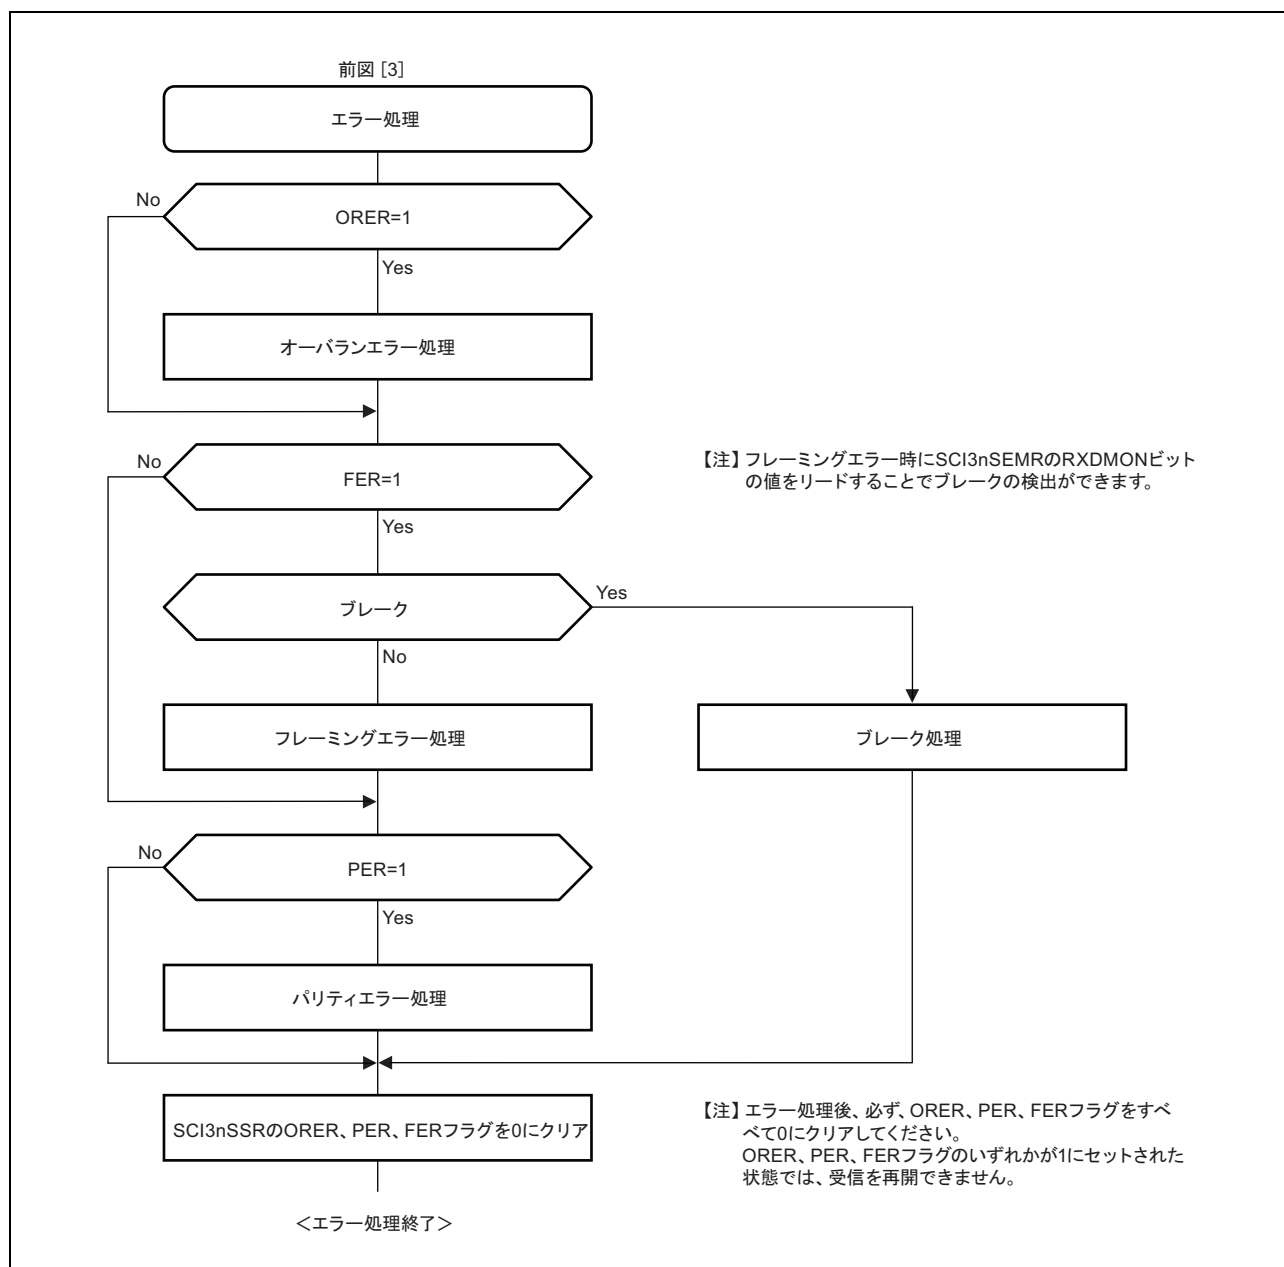 前図 [3]
エラー処理
No
ORER=1
Yes
オーバランエラー処理
No
FER=1
【注】 フレーミングエラー時にSCI3nSEMRのRXDMONビット
の値をリードすることでブレークの検出ができます。
Yes
ブレーク
Yes
No
フレーミングエラー処理
ブレーク処理
No
PER=1
Yes
パリティエラー処理
SCI3nSSRのORER、PER、FERフラグを0にクリア
【注】 エラー処理後、必ず、ORER、PER、FERフラグをすべ
べて0にクリアしてください。
ORER、PER、FERフラグのいずれかが1にセットされた
状態では、受信を再開できません。
＜エラー処理終了＞